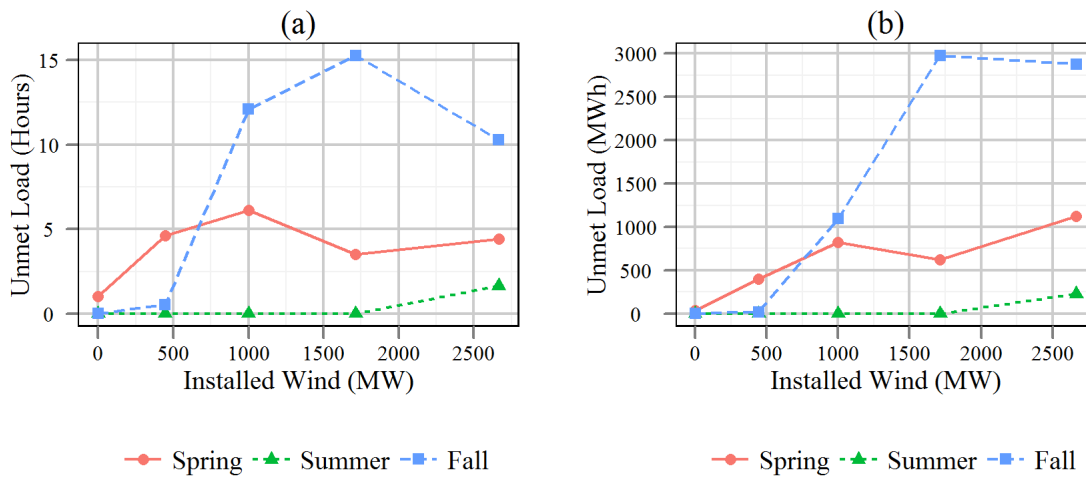 (a)
Unmet Load (Hours)
15
10
5
0
0 500 1000 1500 2000 2500
Installed Wind (MW)
Spring Summer Fall
(b)
Unmet Load (MWh)
3000
2500
2000
1500
1000
500
0
0 500 1000 1500 2000 2500
Installed Wind (MW)
Spring Summer Fall